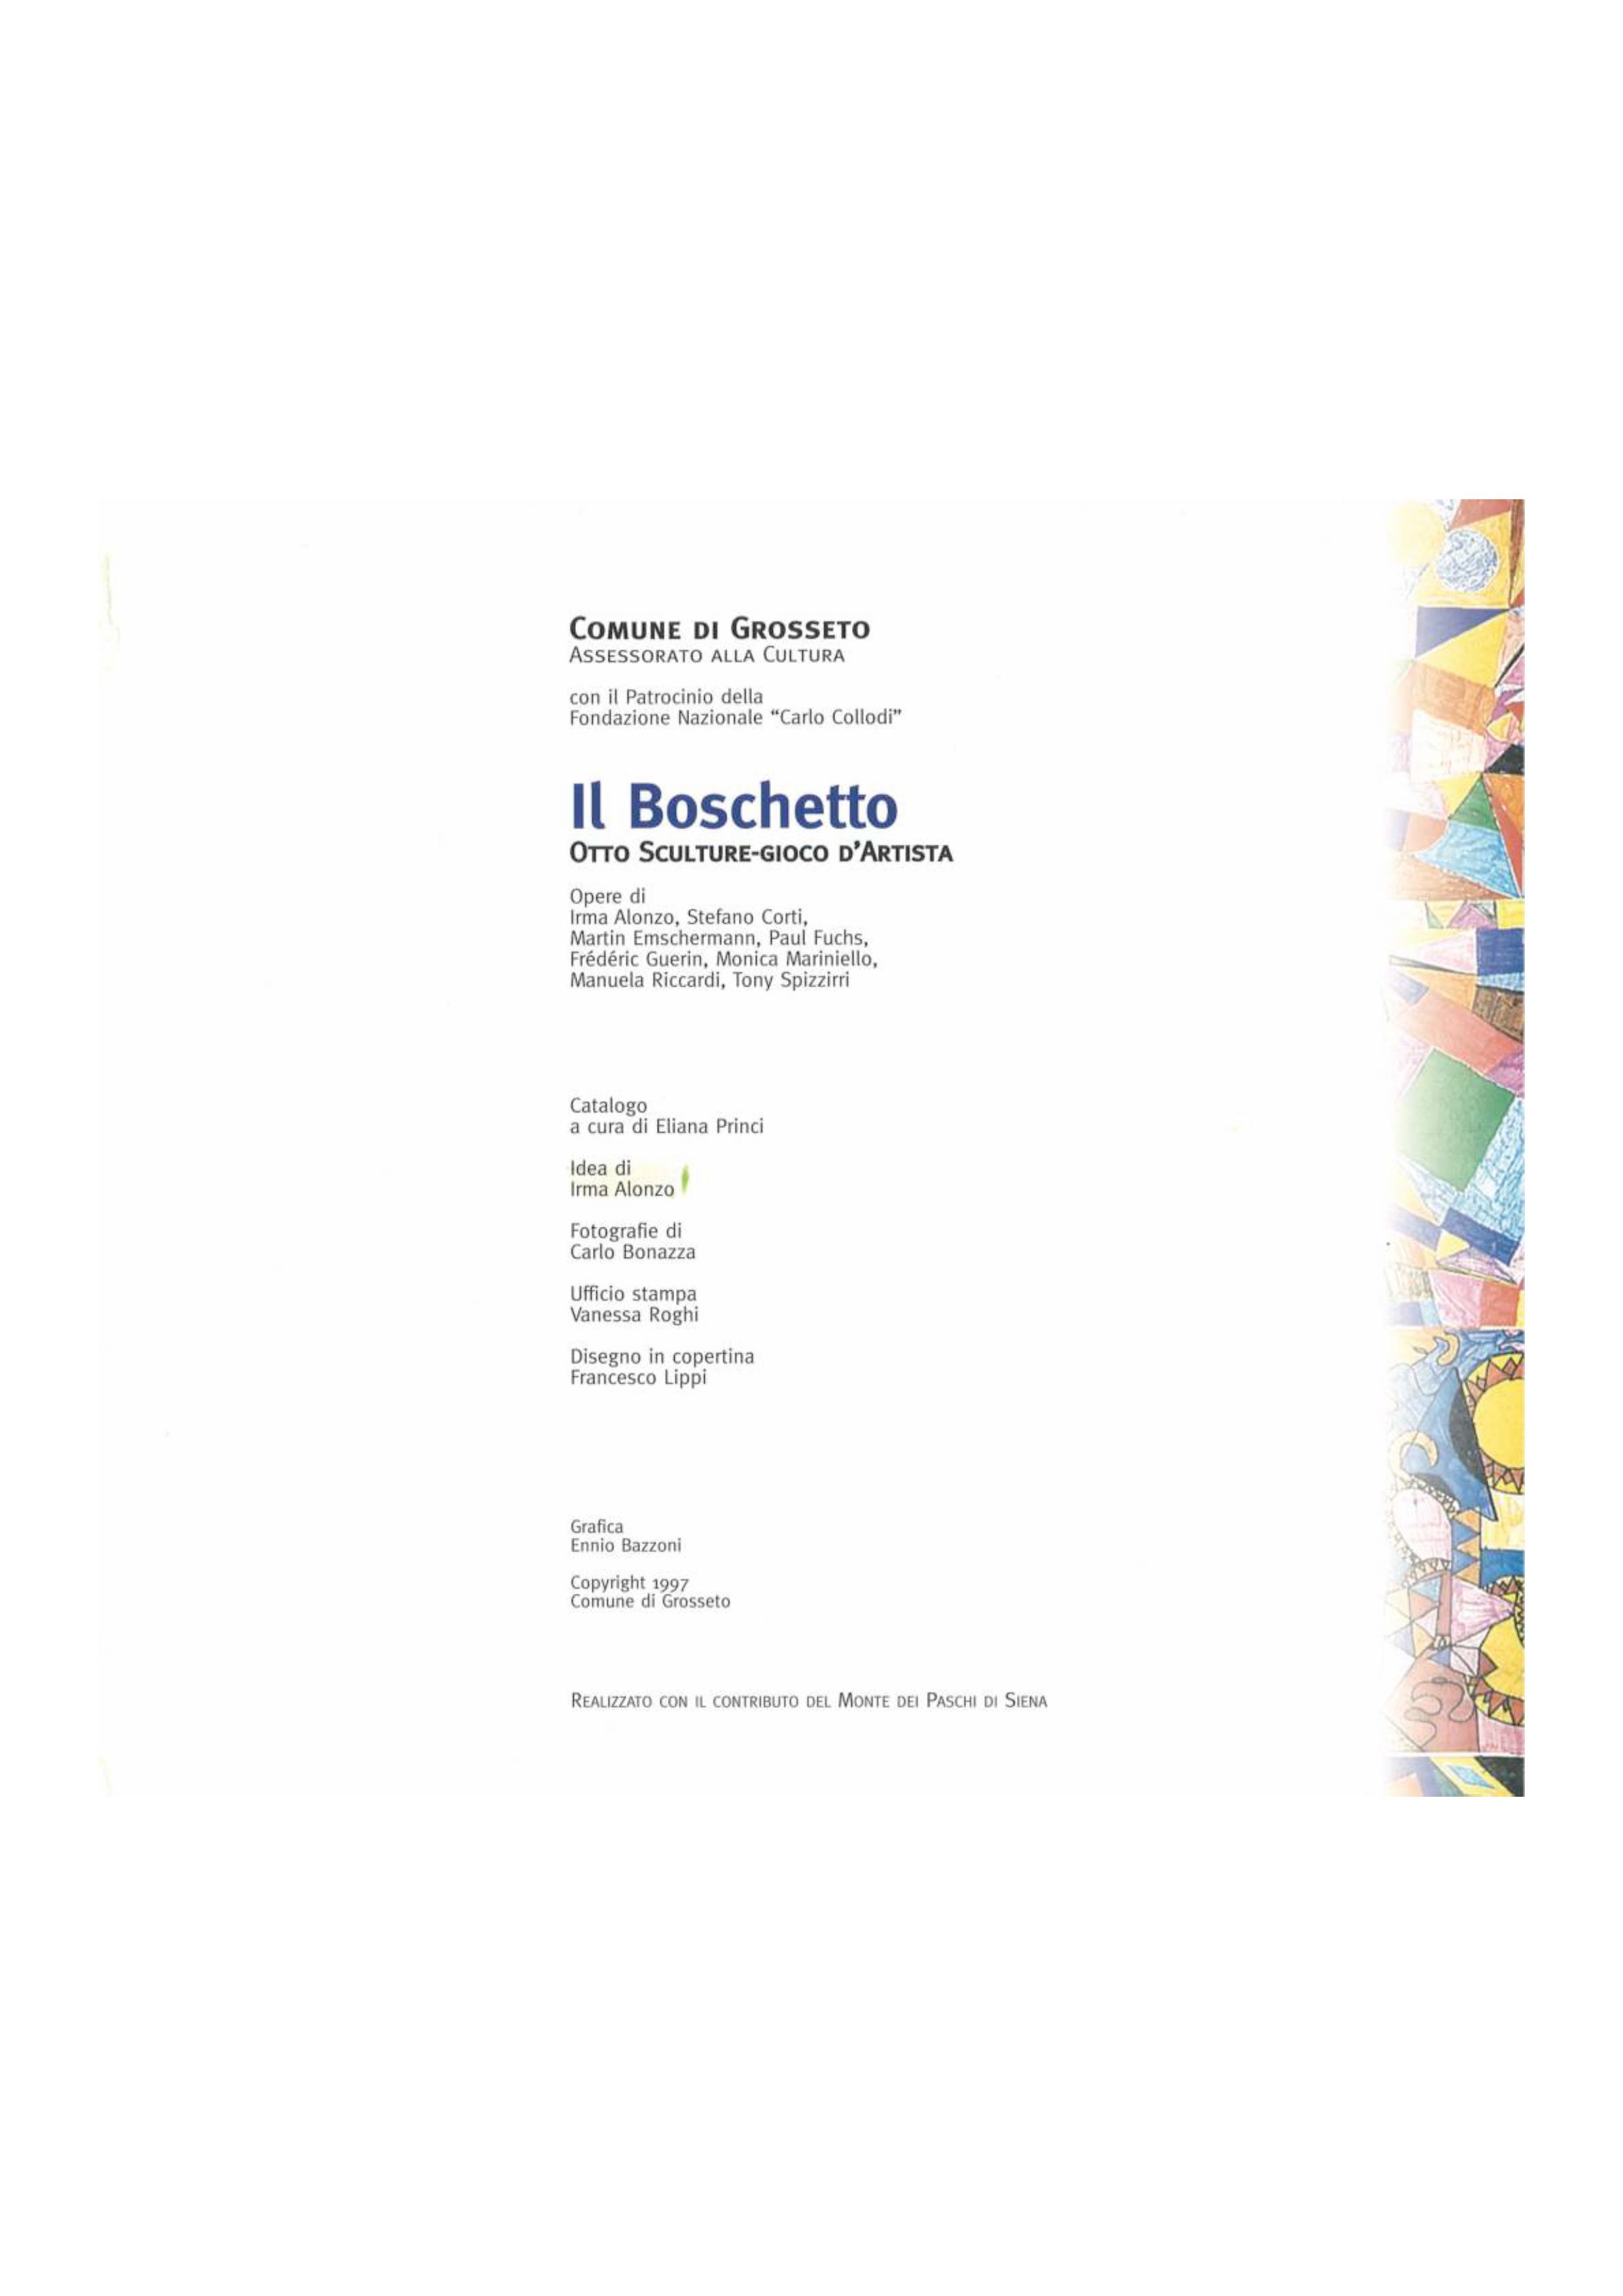 COMUNE DI GROSSETO
ASSESSORATO ALLA CULTURA
con il Patrocinio della
Fondazione Nazionale “Carlo Collodi”
Il Boschetto
OTTO SCULTURE-GIOCO D'ARTISTA
Opere di
Irma Alonzo, Stefano Corti,
Martin Emschermann, Paul Fuchs,
Frédéric Guerin, Monica Mariniello,
Manuela Riccardi, Tony Spizzirri
Catalogo
a cura di Eliana Princi
Idea di
Irma Alonzo
Fotografie di
Carlo Bonazza
Ufficio stampa
Vanessa Roghi
Disegno in copertina
Francesco Lippi
Grafica
Ennio Bazzoni
Copyright 1997
Comune di Grosseto
REALIZZATO CON IL CONTRIBUTO DEL MONTE DEI PASCHI DI SIENA